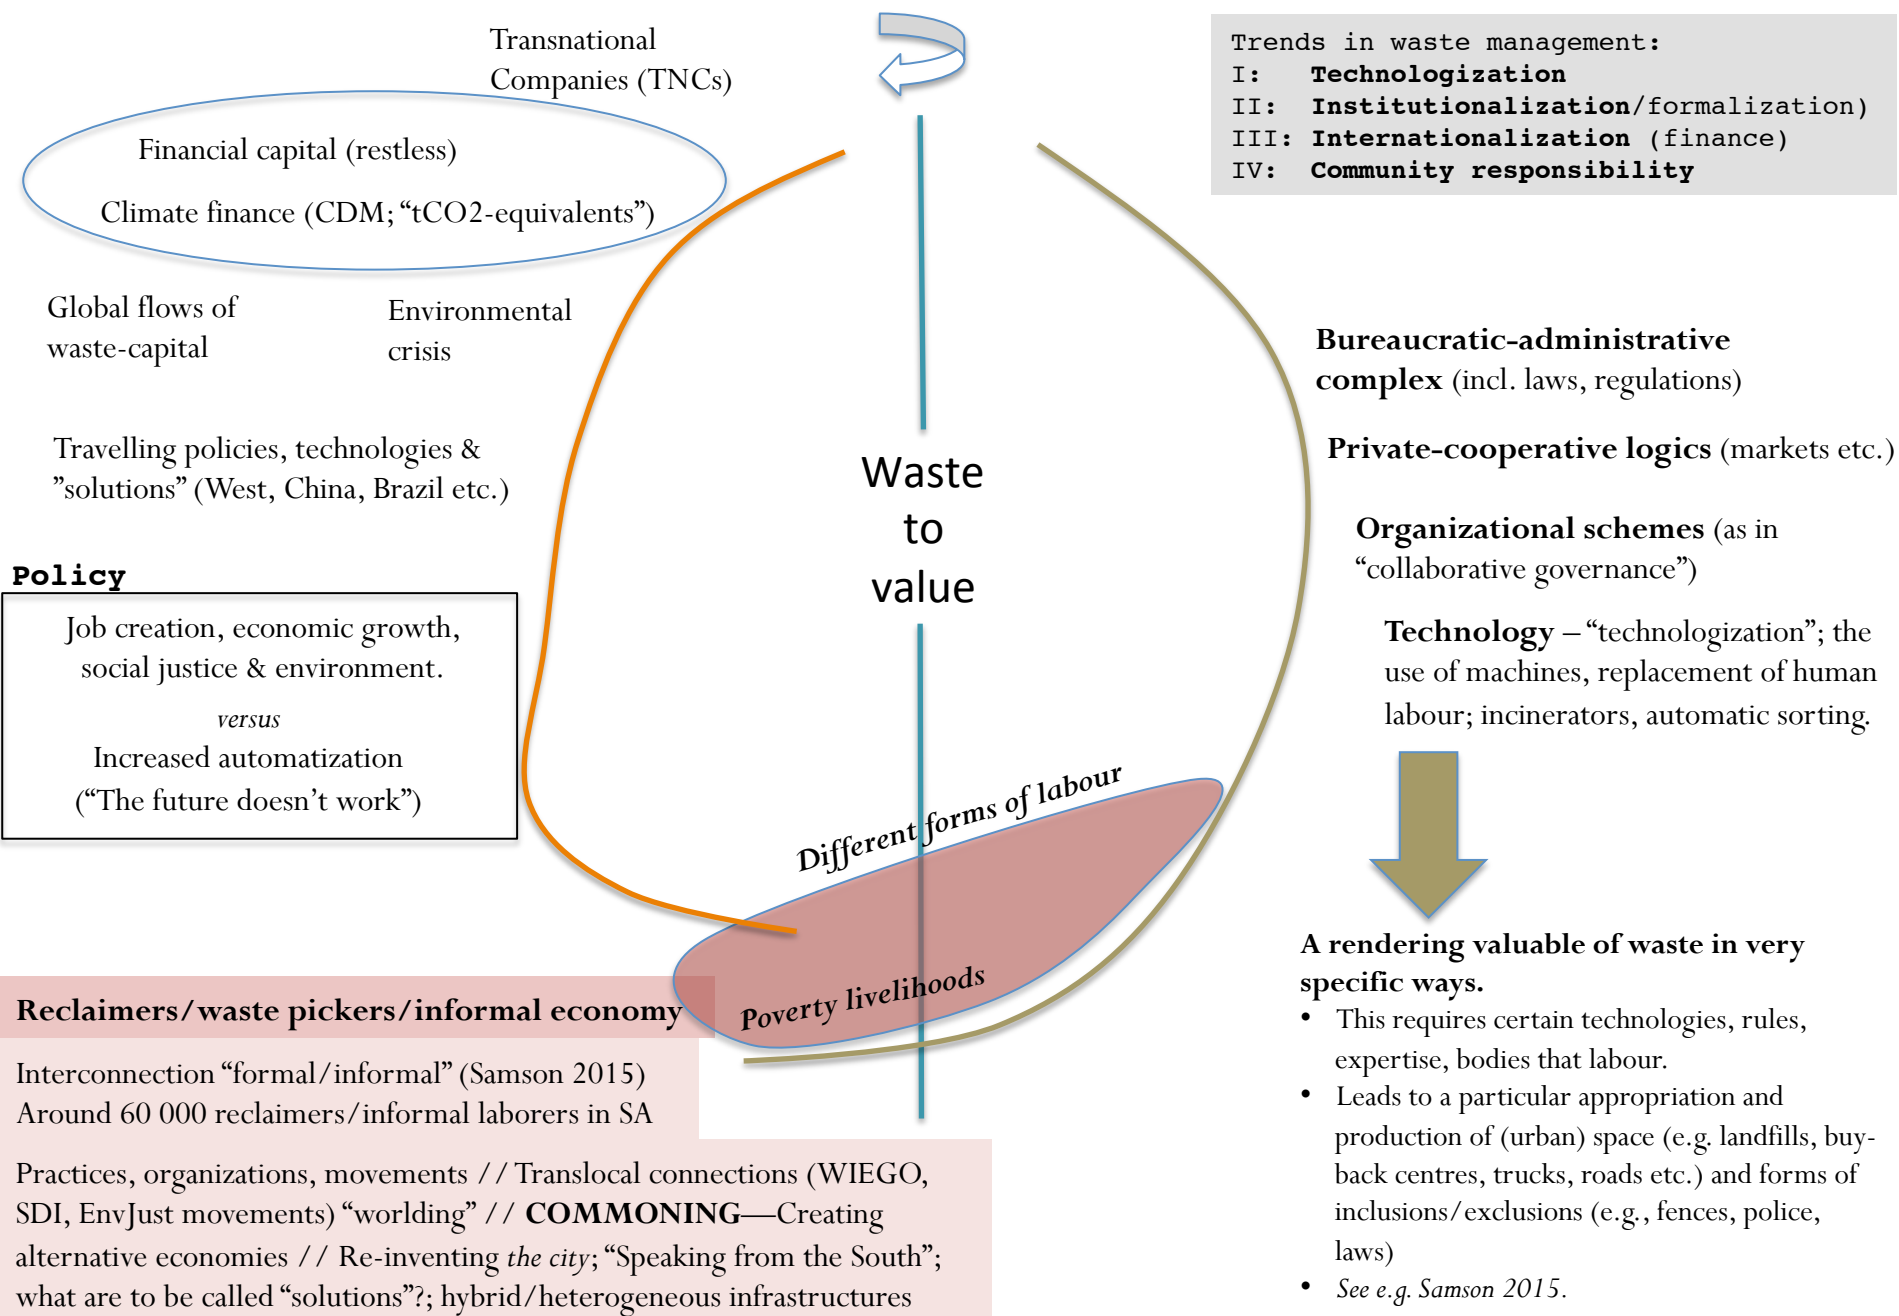 Transnational
Companies (TNCs)
Financial capital (restless)
Climate finance (CDM; “tCO2-equivalents”)
Global flows of
waste-capital
Environmental
crisis
Travelling policies, technologies &
”solutions” (West, China, Brazil etc.)
Policy
Job creation, economic growth,
social justice & environment.
versus
Increased automatization
(“The future doesn’t work”)
Waste
to
value
Different forms of labour
Poverty livelihoods
Reclaimers/waste pickers/informal economy
Interconnection “formal/informal” (Samson 2015)
Around 60 000 reclaimers/informal laborers in SA
Practices, organizations, movements // Translocal connections (WIEGO,
SDI, EnvJust movements) “worlding” // COMMONING—Creating
alternative economies // Re-inventing the city; “Speaking from the South”;
what are to be called “solutions”?; hybrid/heterogeneous infrastructures
Trends in waste management:
I: Technologization
II: Institutionalization/formalization)
III: Internationalization (finance)
IV: Community responsibility
Bureaucratic-administrative
complex (incl. laws, regulations)
Private-cooperative logics (markets etc.)
Organizational schemes (as in
“collaborative governance”)
Technology – “technologization”; the
use of machines, replacement of human
labour; incinerators, automatic sorting.
A rendering valuable of waste in very
specific ways.
• This requires certain technologies, rules,
expertise, bodies that labour.
• Leads to a particular appropriation and
production of (urban) space (e.g. landfills, buy-
back centres, trucks, roads etc.) and forms of
inclusions/exclusions (e.g., fences, police,
laws)
• See e.g. Samson 2015.